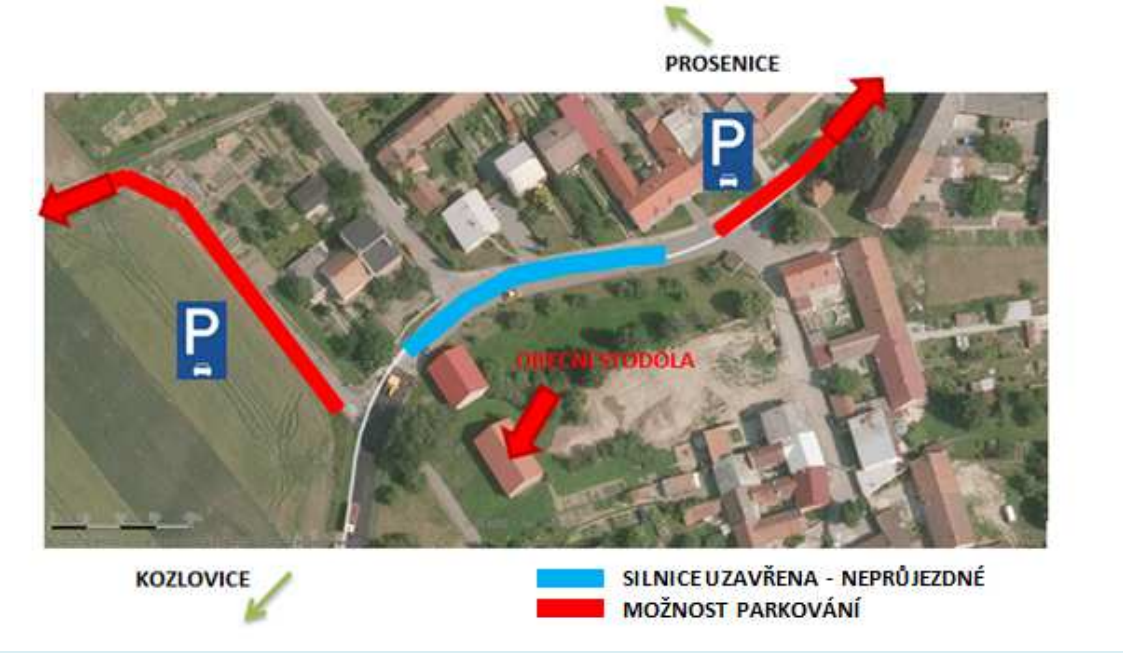 PROSENICE
P
P
OBECNÍ STODOLA
KOZLOVICE
SILNICE UZAVŘENA - NEPRŮJEZDNÉ
MOŽNOST PARKOVÁNÍ